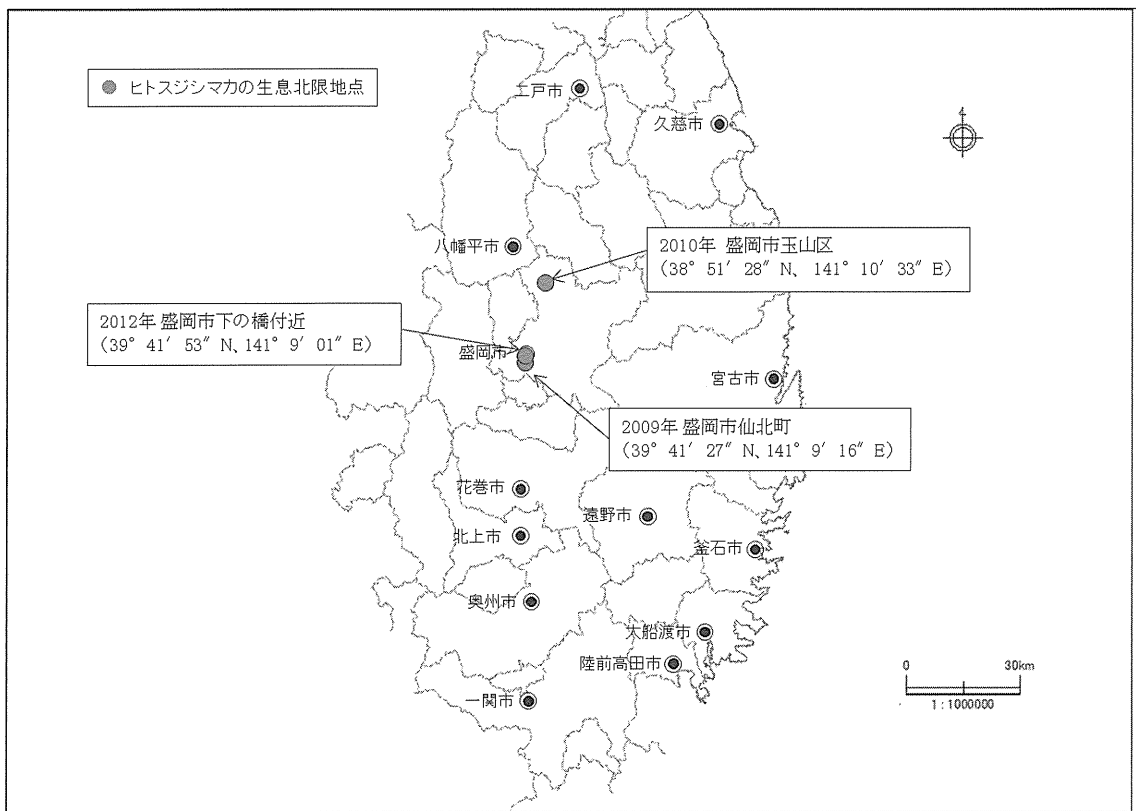 ヒトスジシマカの生息北限地点
二戸市
久慈市
八幡平市
2010年 盛岡市玉山区
(38° 51′ 28″ N、 141° 10′ 33″ E)
2012年 盛岡市下の橋付近
(39° 41′ 53″ N、141° 9′ 01″ E)
盛岡市
宮古市
2009年 盛岡市仙北町
(39° 41′ 27″ N、141° 9′ 16″ E)
花巻市
遠野市
北上市
釜石市
奥州市
大船渡市
陸前高田市
一関市
0 30km
1:1000000